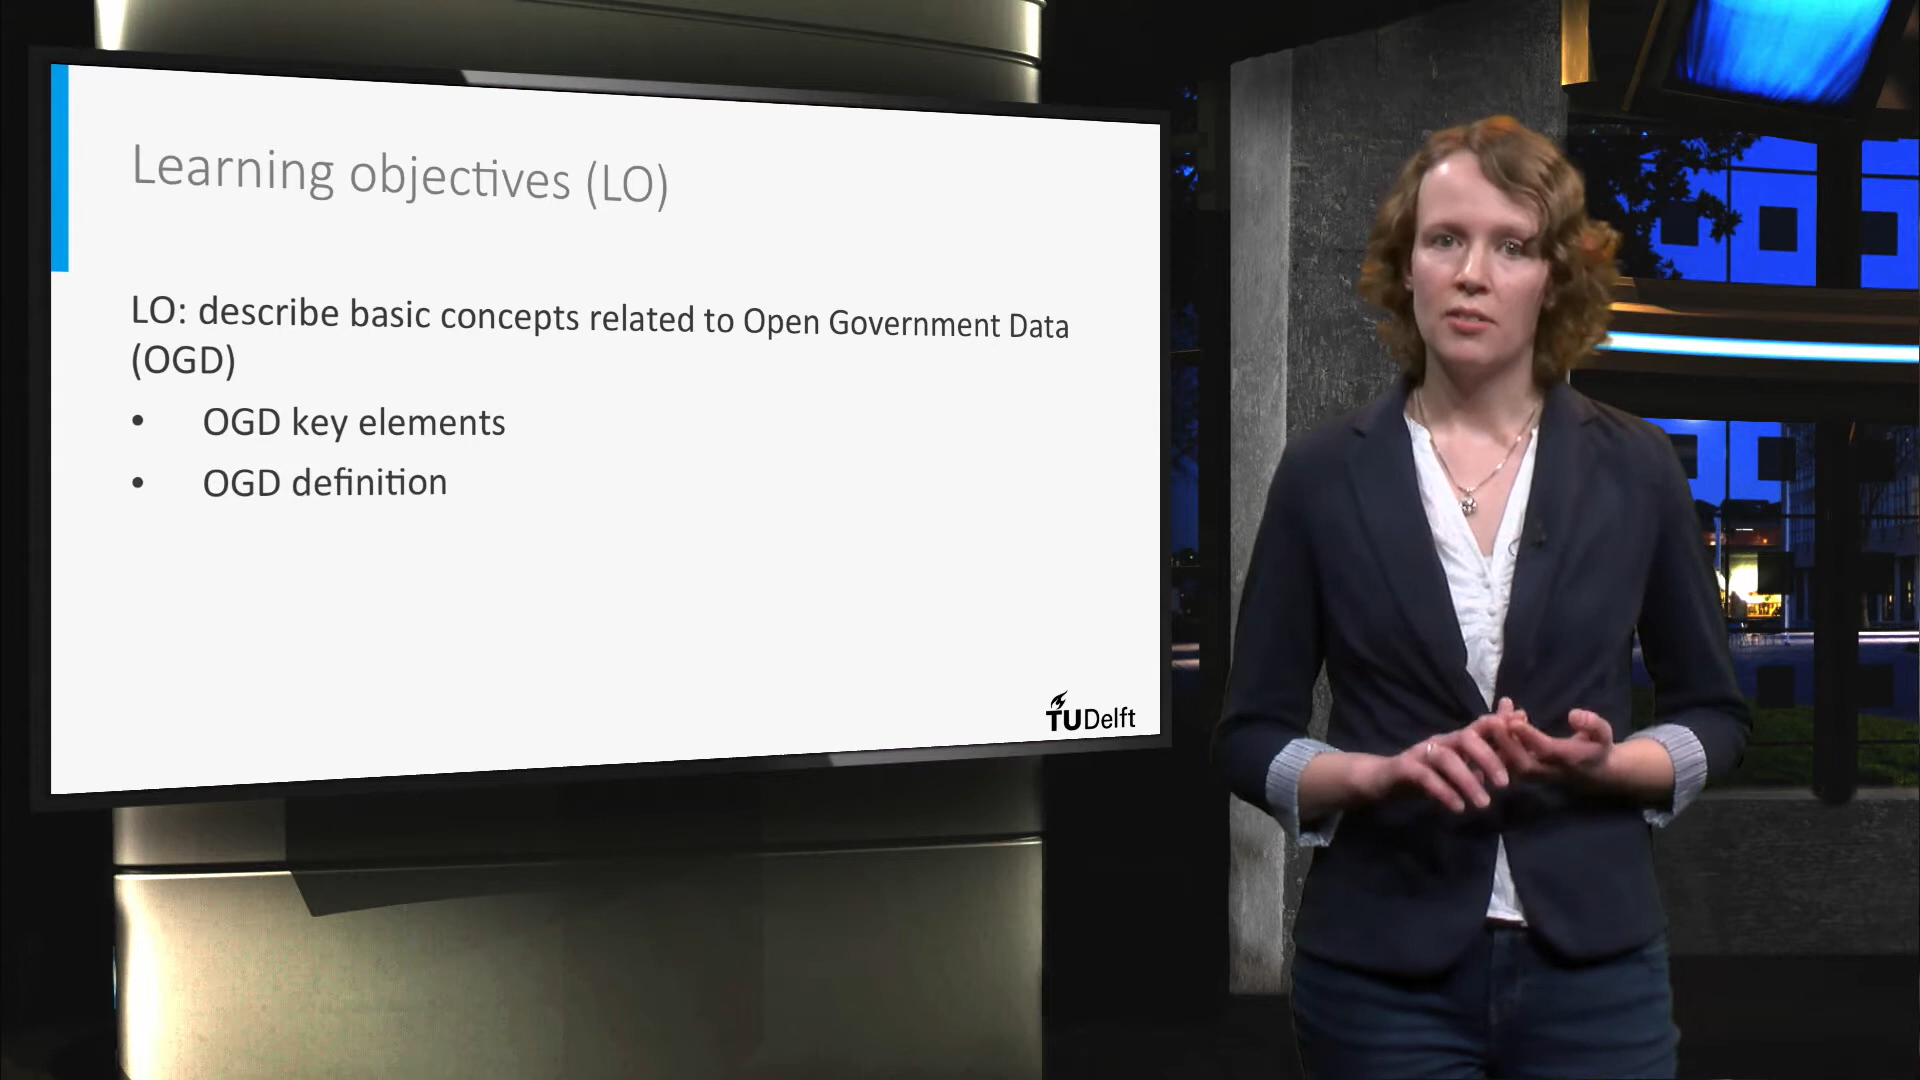 Learning objectives (LO)
LO: describe basic concepts related to Open Government Data
(OGD)
• OGD key elements
• OGD definition
TUDelft